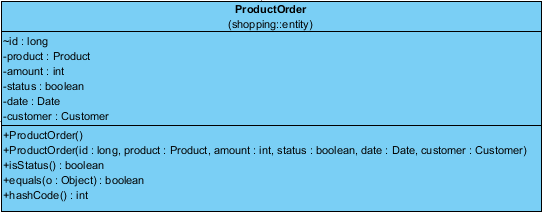 ProductOrder
(shopping::entity)
~id : long
-product : Product
-amount : int
-status : boolean
-date : Date
-customer : Customer
+ProductOrder()
+ProductOrder(id : long, product : Product, amount : int, status : boolean, date : Date, customer : Customer)
+isStatus() : boolean
+equals(o : Object) : boolean
+hashCode() : int